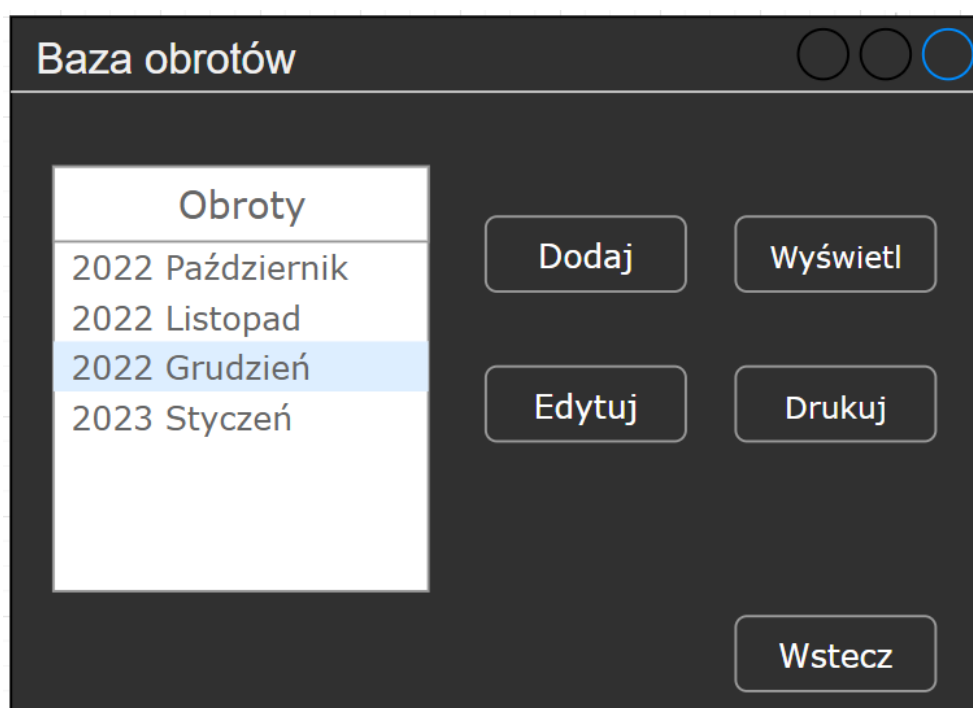 Baza obrotów
Obroty
2022 Październik
2022 Listopad
2022 Grudzień
2023 Styczeń
Dodaj
Wyświetl
Edytuj
Drukuj
Wstecz